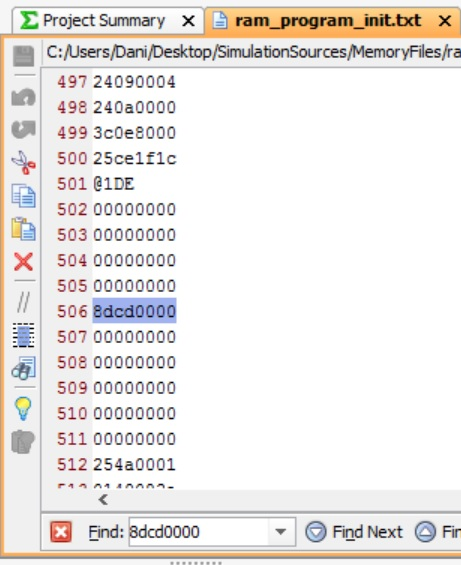 Project Summary × ram_program_init.txt ×
C:/Users/Dani/Desktop/SimulationSources/MemoryFiles/ra
497 24090004
498 240a0000
499 3c0e8000
500 25ce1f1c
501 @1DE
502 00000000
503 00000000
504 00000000
505 00000000
506 8dcd0000
507 00000000
508 00000000
509 00000000
510 00000000
511 00000000
512 254a0001
Find: 8dcd0000 Find Next Fin